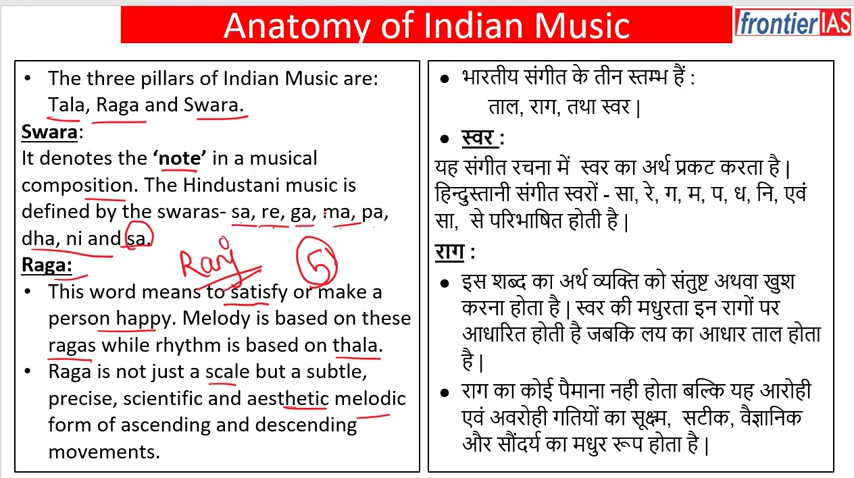 Anatomy of Indian Music
frontier IAS
• The three pillars of Indian Music are:
Tala, Raga and Swara.
Swara:
It denotes the 'note' in a musical
composition. The Hindustani music is
defined by the swaras- sa, re, ga, ma, pa,
dha, ni and sa.
Raga:
• This word means to satisfy or make a
person happy. Melody is based on these
ragas while rhythm is based on thala.
• Raga is not just a scale but a subtle,
precise, scientific and aesthetic melodic
form of ascending and descending
movements.
5
• भारतीय संगीत के तीन स्तम्भ हैं :
ताल, राग, तथा स्वर |
• स्वर :
यह संगीत रचना में स्वर का अर्थ प्रकट करता है |
हिन्दुस्तानी संगीत स्वरों - सा, रे, ग, म, प, ध, नि, एवं
सा, से परिभाषित होती है |
राग :
• इस शब्द का अर्थ व्यक्ति को संतुष्ट अथवा खुश
करना होता है | स्वर की मधुरता इन रागों पर
आधारित होती है जबकि लय का आधार ताल होता
है |
• राग का कोई पैमाना नही होता बल्कि यह आरोही
एवं अवरोही गतियों का सूक्ष्म, सटीक, वैज्ञानिक
और सौंदर्य का मधुर रूप होता है |